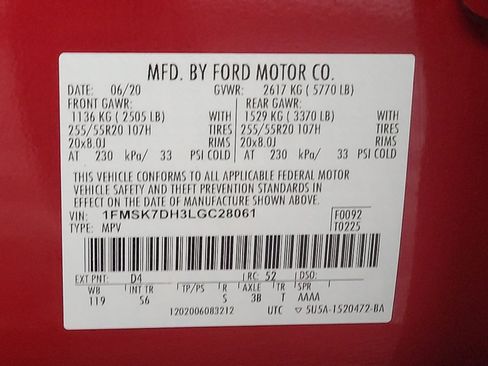 MFD. BY FORD MOTOR CO.
DATE: 06/20 GVWR: 2617 KG ( 5770 LB)
FRONT GAWR: REAR GAWR:
1136 KG ( 2505 LB) WITH 1529 KG ( 3370 LB) WITH
255/55R20 107H TIRES 255/55R20 107H TIRES
20x8.0J RIMS 20x8.0J RIMS
AT 230 kPa/ 33 PSI COLD AT 230 kPa/ 33 PSI COLD
THIS VEHICLE CONFORMS TO ALL APPLICABLE FEDERAL MOTOR
VEHICLE SAFETY AND THEFT PREVENTION STANDARDS IN
EFFECT ON THE DATE OF MANUFACTURE SHOWN ABOVE.
VIN: 1FMSK7DH3LGC28061 F0092
TYPE: MPV T0225
EXT PNT: D4 RC: 52 DSO:
WB INT TR TP/PS R AXLE TR SPR
119 S6 S 3B T AAAA
1202006083212 UTC ▽ 5U5A-1520472-BA